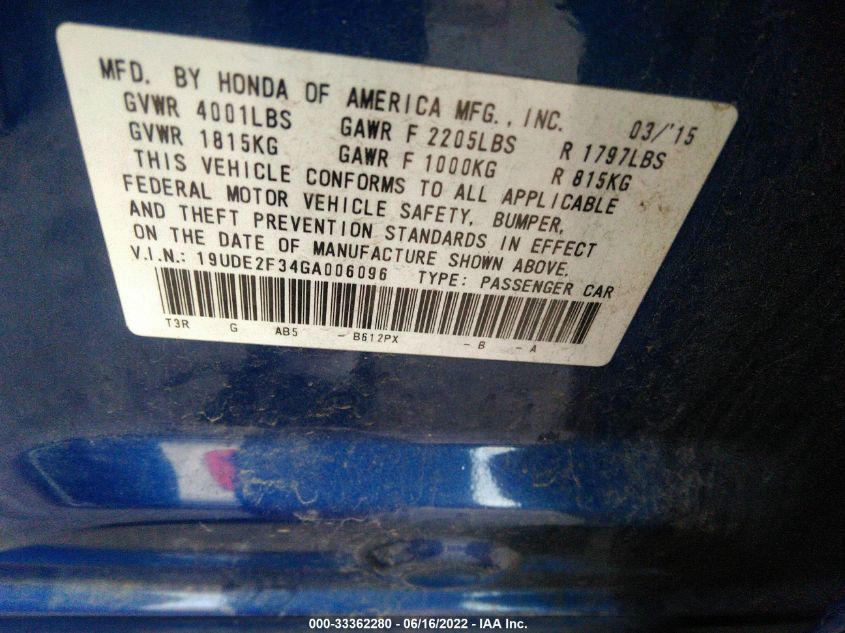 MFD. BY HONDA OF AMERICA MFG., INC. 03/'15
GVWR 4001LBS GAWR F 2205LBS R 1797LBS
GVWR 1815KG GAWR F 1000KG R 815KG
THIS VEHICLE CONFORMS TO ALL APPLICABLE
FEDERAL MOTOR VEHICLE SAFETY, BUMPER,
AND THEFT PREVENTION STANDARDS IN EFFECT
ON THE DATE OF MANUFACTURE SHOWN ABOVE.
V.I.N.: 19UDE2F34GA006096 TYPE: PASSENGER CAR
T3R G AB5 - B612PX - B - A
000-33362280 - 06/16/2022 - IAA Inc.